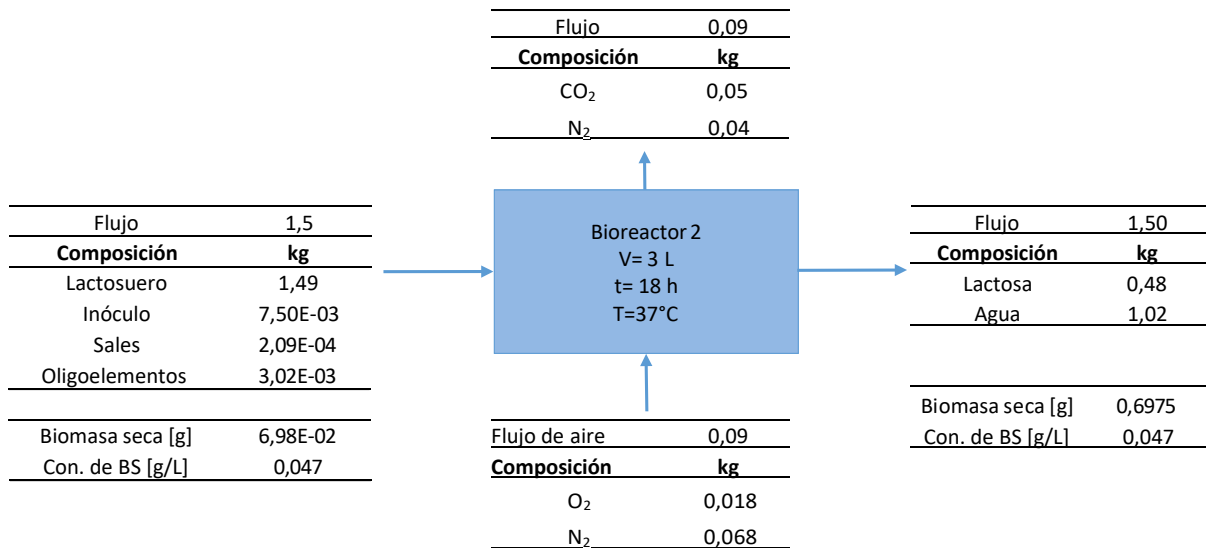 Flujo 0,09
Composición kg
CO₂ 0,05
N₂ 0,04
Flujo 1,5
Composición kg
Lactosuero 1,49
Inóculo 7,50E-03
Sales 2,09E-04
Oligoelementos 3,02E-03
Biomasa seca [g] 6,98E-02
Con. de BS [g/L] 0,047
Bioreactor 2
V= 3 L
t= 18 h
T=37°C
Flujo 1,50
Composición kg
Lactosa 0,48
Agua 1,02
Biomasa seca [g] 0,6975
Con. de BS [g/L] 0,047
Flujo de aire 0,09
Composición kg
O₂ 0,018
N₂ 0,068